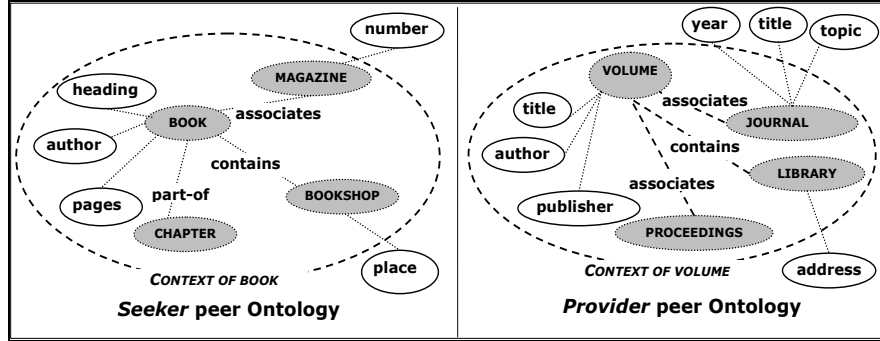 number
MAGAZINE
heading
associates
BOOK
author
contains
part-of
pages
BOOKSHOP
CHAPTER
place
CONTEXT OF BOOK
Seeker peer Ontology
year
title
topic
VOLUME
associates
title
JOURNAL
contains
author
LIBRARY
associates
publisher
PROCEEDINGS
CONTEXT OF VOLUME
address
Provider peer Ontology